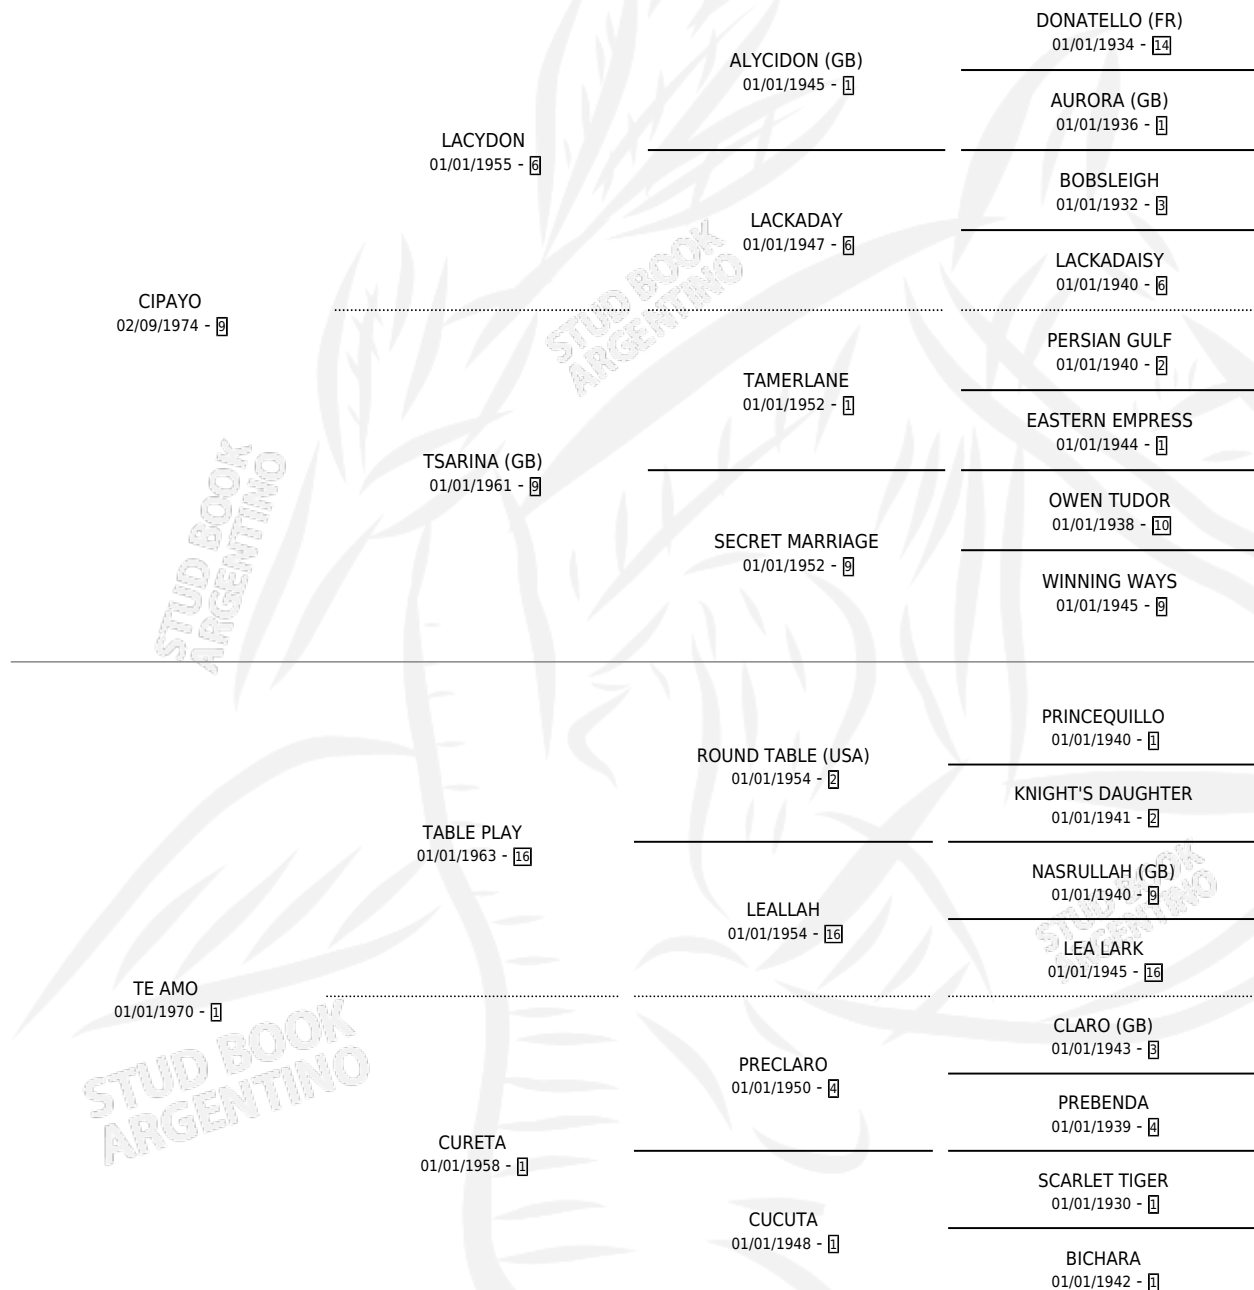 DONATELLO (FR)
01/01/1934 - 14
ALYCIDON (GB)
01/01/1945 - 1
AURORA (GB)
01/01/1936 - 1
LACYDON
01/01/1955 - 6
BOBSLEIGH
01/01/1932 - 3
LACKADAY
01/01/1947 - 6
LACKADAISY
01/01/1940 - 6
CIPAYO
02/09/1974 - 9
PERSIAN GULF
01/01/1940 - 2
TAMERLANE
01/01/1952 - 1
EASTERN EMPRESS
01/01/1944 - 1
TSARINA (GB)
01/01/1961 - 9
OWEN TUDOR
01/01/1938 - 10
SECRET MARRIAGE
01/01/1952 - 9
WINNING WAYS
01/01/1945 - 9
PRINCEQUILLO
01/01/1940 - 1
ROUND TABLE (USA)
01/01/1954 - 2
KNIGHT'S DAUGHTER
01/01/1941 - 2
TABLE PLAY
01/01/1963 - 16
NASRULLAH (GB)
01/01/1940 - 9
LEALLAH
01/01/1954 - 16
LEA LARK
01/01/1945 - 16
TE AMO
01/01/1970 - 1
CLARO (GB)
01/01/1943 - 3
PRECLARO
01/01/1950 - 4
PREBENDA
01/01/1939 - 4
CURETA
01/01/1958 - 1
SCARLET TIGER
01/01/1930 - 1
CUCUTA
01/01/1948 - 1
BICHARA
01/01/1942 - 1
STUD BOOK
ARGENTINO
STUD BOOK
ARGENTINO
STUD BOOK
ARGENTINO
STUD BOOK
ARGENTINO